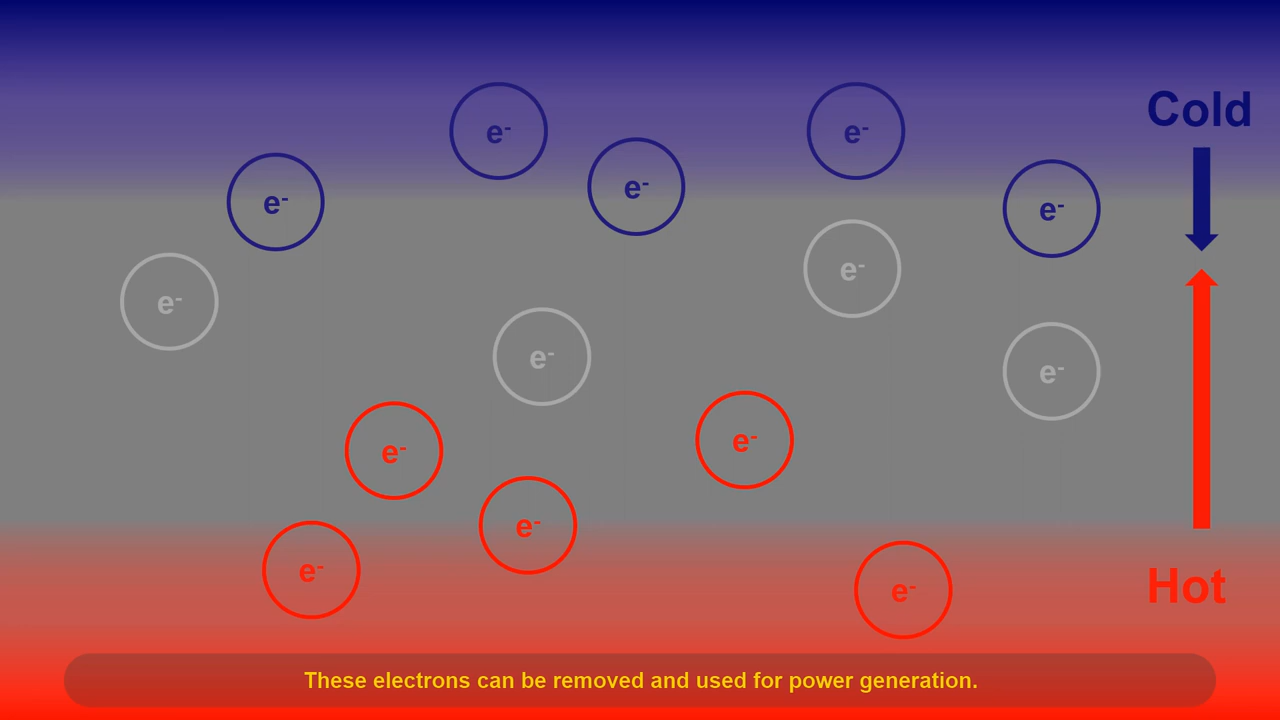 Cold
e⁻
e⁻
e⁻
e⁻
e⁻
e⁻
e⁻
e⁻
e⁻
e⁻
e⁻
e⁻
e⁻
e⁻
Hot
These electrons can be removed and used for power generation.